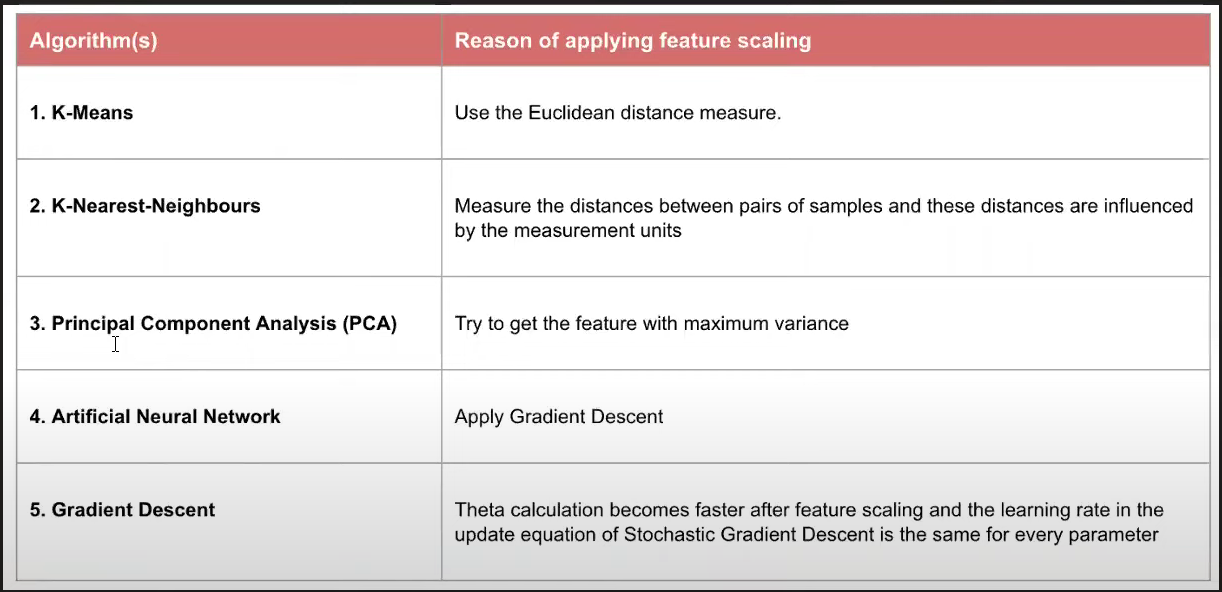 Algorithm(s)
Reason of applying feature scaling
1. K-Means
Use the Euclidean distance measure.
2. K-Nearest-Neighbours
Measure the distances between pairs of samples and these distances are influenced
by the measurement units
3. Principal Component Analysis (PCA)
Try to get the feature with maximum variance
4. Artificial Neural Network
Apply Gradient Descent
5. Gradient Descent
Theta calculation becomes faster after feature scaling and the learning rate in the
update equation of Stochastic Gradient Descent is the same for every parameter